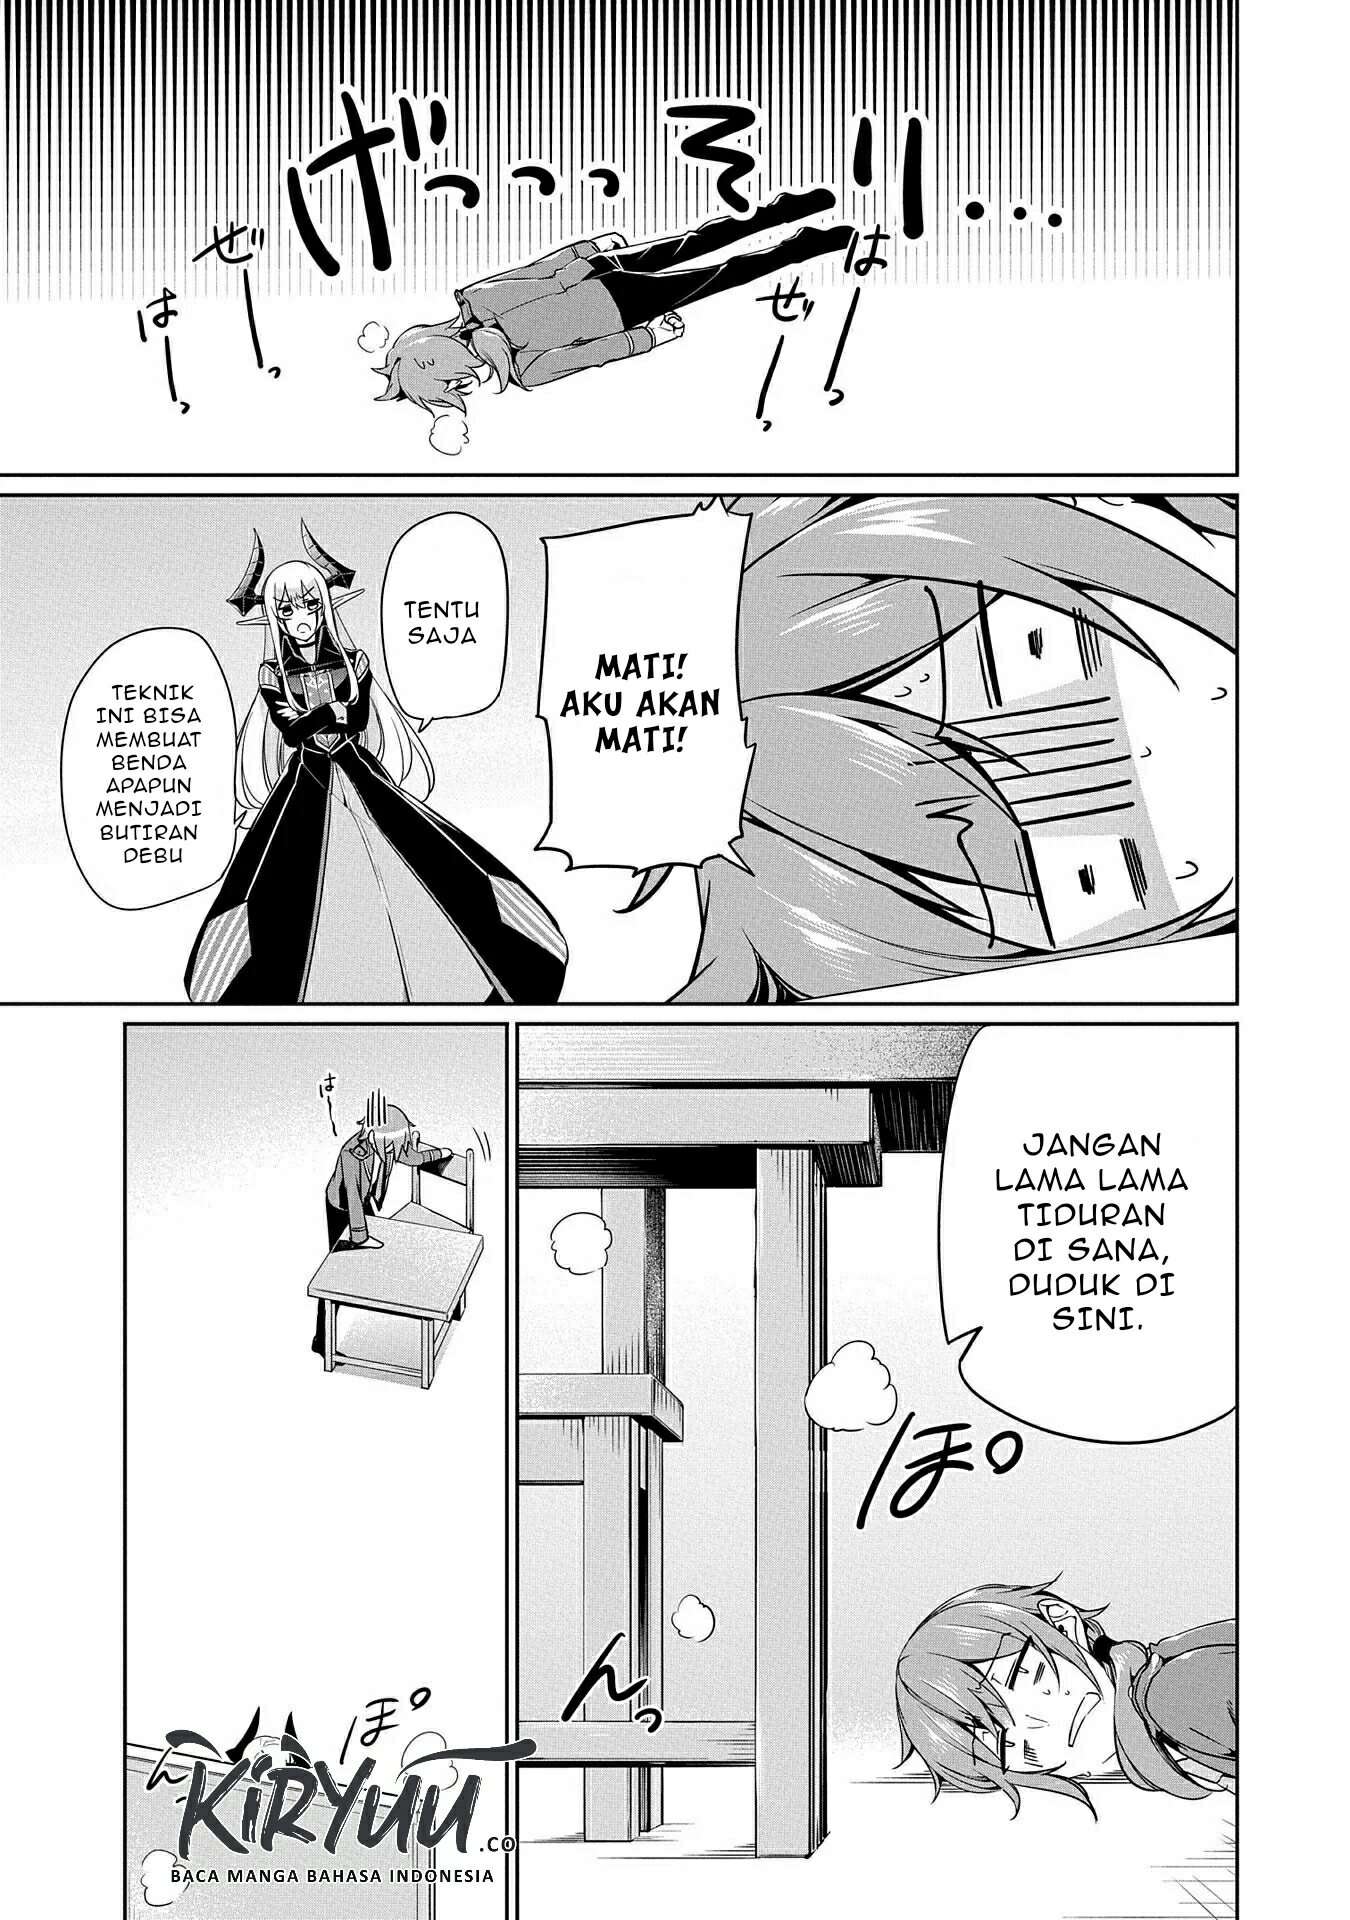 げっっっそり...
ぜーっ
はーっ
はーっ
ぜーっ
MATI!
AKU AKAN
MATI!
TENTU
SAJA
TEKNIK
INI BISA
MEMBUAT
BENDA
APAPUN
MENJADI
BUTIRAN
DEBU
JANGAN
LAMA LAMA
TIDURAN
DI SANA,
DUDUK DI
SINI.
ぽんっ
はー
ぽんっ
KiRYUU.CO
BACA MANGA BAHASA INDONESIA